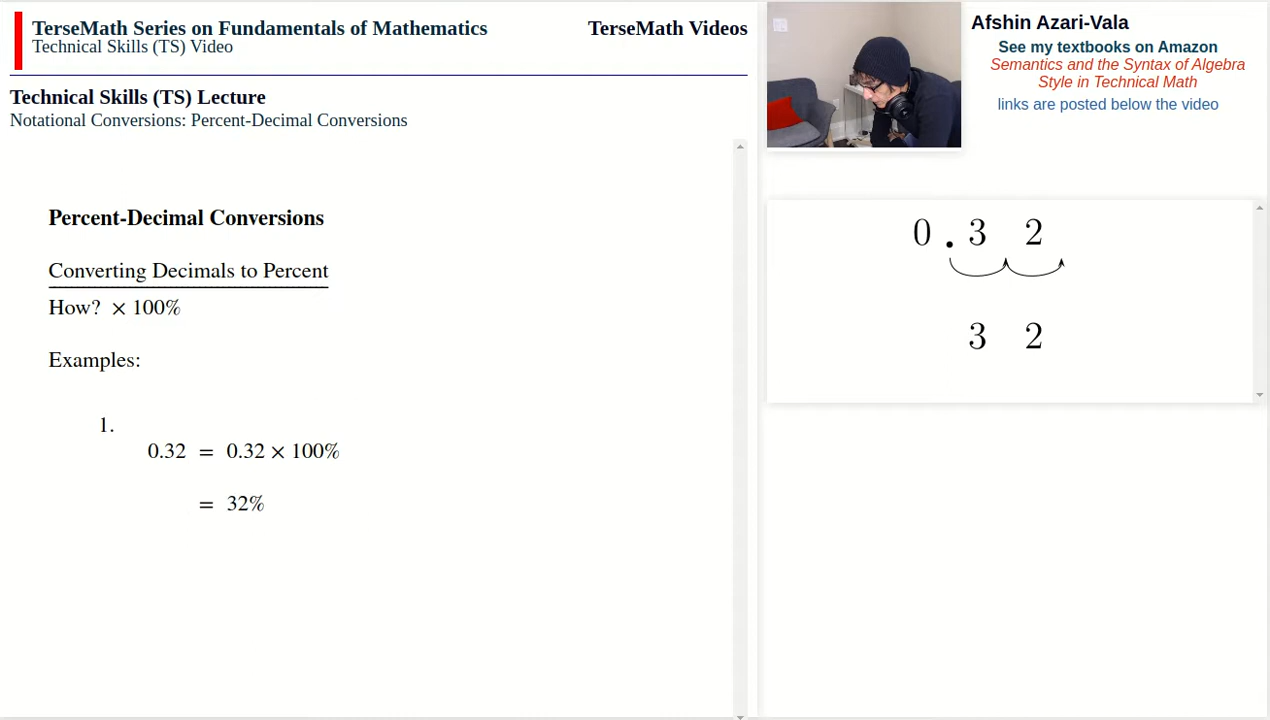 TerseMath Series on Fundamentals of Mathematics
Technical Skills (TS) Video
TerseMath Videos
Technical Skills (TS) Lecture
Notational Conversions: Percent-Decimal Conversions
Percent-Decimal Conversions
Converting Decimals to Percent
How? × 100%
Examples:
1.
0.32 = 0.32 × 100%
= 32%
Afshin Azari-Vala
See my textbooks on Amazon
Semantics and the Syntax of Algebra
Style in Technical Math
links are posted below the video
0 . 3 2
3 2